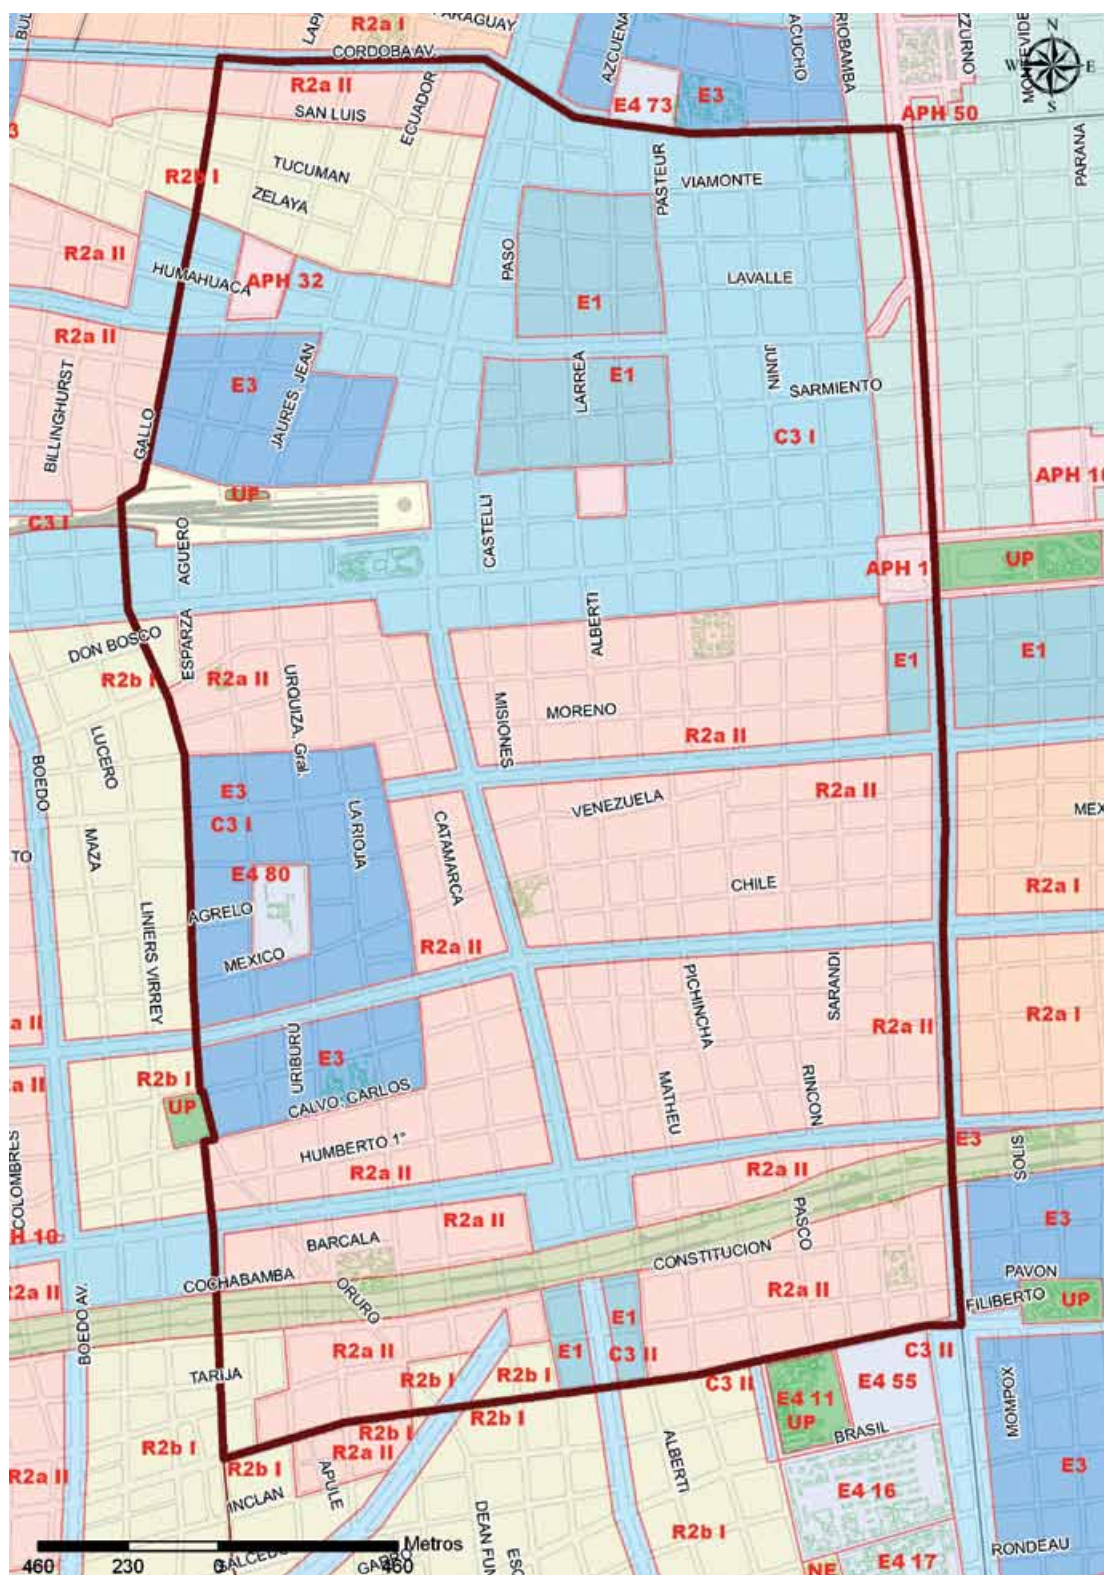 PARAGUAY
R2a I
CORDOBA AV.
AZCUENA
ACUCHO
RIOBAMBA
ZZURNO
MONTEVIDE
N
W
E
S
R2a II
ECUADOR
SAN LUIS
E4 73
E3
APH 50
R2b I
TUCUMAN
ZELAYA
PASTEUR
VIAMONTE
PARANA
R2a II
HUMAHUACA
APH 32
PASO
LAVALLE
E1
R2a II
BILLINGHURST
GALLO
E3
JAURES, JEAN
LARREA
E1
JUNIN
SARMIENTO
C3 I
UP
C3 I
AGUERO
CASTELLI
APH 1
UP
ESPARZA
DON BOSCO
R2b I
R2a II
URQUIZA, Gral.
ALBERTI
E1
E1
MISIONES
MORENO
R2a II
LUCERO
BOEDO
MAZA
LINIERS VIRREY
E3
C3 I
LA RIOJA
E4 80
AGRELO
MEXICO
CATAMARCA
R2a II
VENEZUELA
R2a II
CHILE
MEX
R2a I
TO
PICHINCHA
SARANDI
R2a II
R2a I
a II
R2b I
UP
URIBURU
E3
CALVO, CARLOS
MATHEU
RINCON
HUMBERTO 1°
R2a II
R2a II
E3
SOLIS
COLOMBRES
BARCALA
R2a II
PASCO
E3
COCHABAMBA
ORURO
CONSTITUCION
R2a II
PAVON
FILIBERTO
UP
BOEDO AV.
TARIJA
R2a II
R2b I
R2b I
E1
E1
C3 II
C3 II
C3 II
E4 11
UP
E4 55
BRASIL
MOMPOX
R2b I
R2a II
R2b I
R2a II
R2b I
R2b I
INCLAN
APULE
ALBERTI
E4 16
E3
DEAN FUN
R2b I
NE
E4 17
RONDEAU
460 230 0 460 Metros